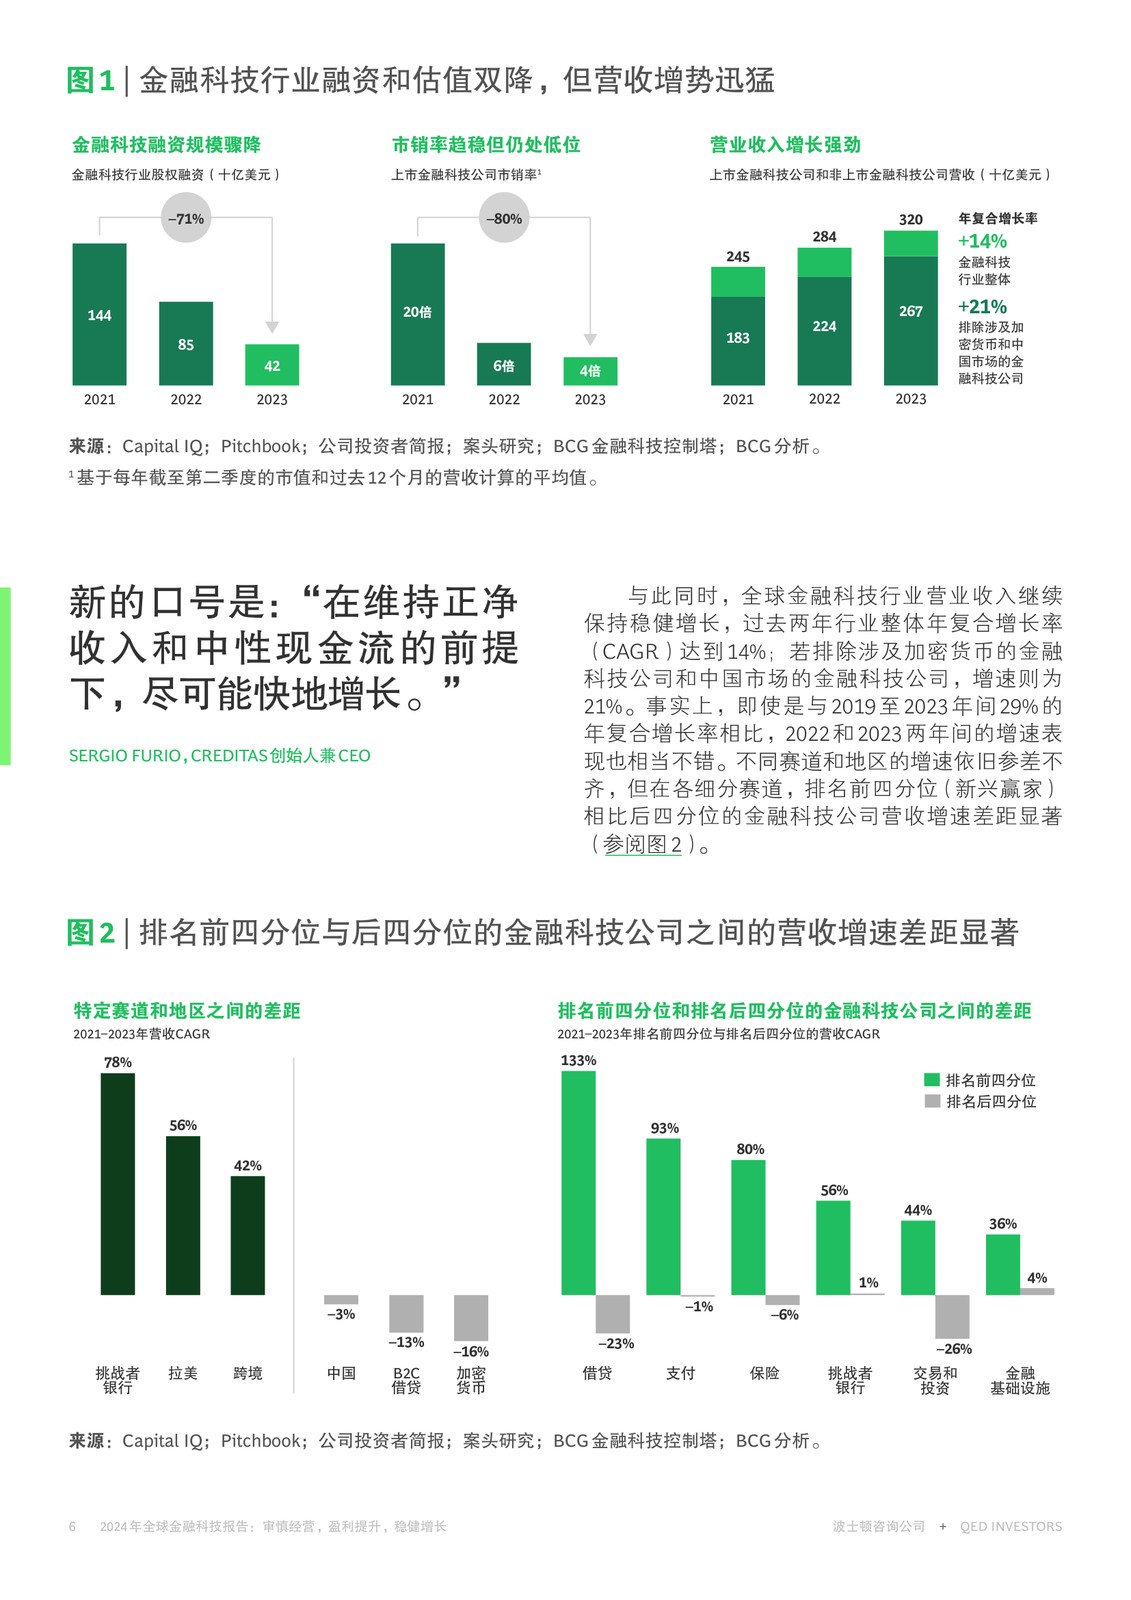 图1 | 金融科技行业融资和估值双降，但营收增势迅猛
金融科技融资规模骤降
金融科技行业股权融资（十亿美元）
–71%
144
85
42
2021
2022
2023
市销率趋稳但仍处低位
上市金融科技公司市销率¹
–80%
20倍
6倍
4倍
2021
2022
2023
营业收入增长强劲
上市金融科技公司和非上市金融科技公司营收（十亿美元）
245
284
320
183
224
267
2021
2022
2023
年复合增长率
+14%
金融科技
行业整体
+21%
排除涉及加
密货币和中
国市场的金
融科技公司
来源：Capital IQ；Pitchbook；公司投资者简报；案头研究；BCG金融科技控制塔；BCG分析。
¹基于每年截至第二季度的市值和过去12个月的营收计算的平均值。
新的口号是：“在维持正净
收入和中性现金流的前提
下，尽可能快地增长。”
SERGIO FURIO，CREDITAS创始人兼CEO
与此同时，全球金融科技行业营业收入继续
保持稳健增长，过去两年行业整体年复合增长率
（CAGR）达到14%；若排除涉及加密货币的金融
科技公司和中国市场的金融科技公司，增速则为
21%。事实上，即使是与2019至2023年间29%的
年复合增长率相比，2022和2023两年间的增速表
现也相当不错。不同赛道和地区的增速依旧参差不
齐，但在各细分赛道，排名前四分位（新兴赢家）
相比后四分位的金融科技公司营收增速差距显著
（参阅图2）。
图2 | 排名前四分位与后四分位的金融科技公司之间的营收增速差距显著
特定赛道和地区之间的差距
2021–2023年营收CAGR
78%
56%
42%
–3%
–13%
–16%
挑战者
银行
拉美
跨境
中国
B2C
借贷
加密
货币
排名前四分位和排名后四分位的金融科技公司之间的差距
2021–2023年排名前四分位与排名后四分位的营收CAGR
排名前四分位
排名后四分位
133%
–23%
93%
–1%
80%
–6%
56%
1%
44%
–26%
36%
4%
借贷
支付
保险
挑战者
银行
交易和
投资
金融
基础设施
来源：Capital IQ；Pitchbook；公司投资者简报；案头研究；BCG金融科技控制塔；BCG分析。
6 2024年全球金融科技报告：审慎经营，盈利提升，稳健增长
波士顿咨询公司 + QED INVESTORS